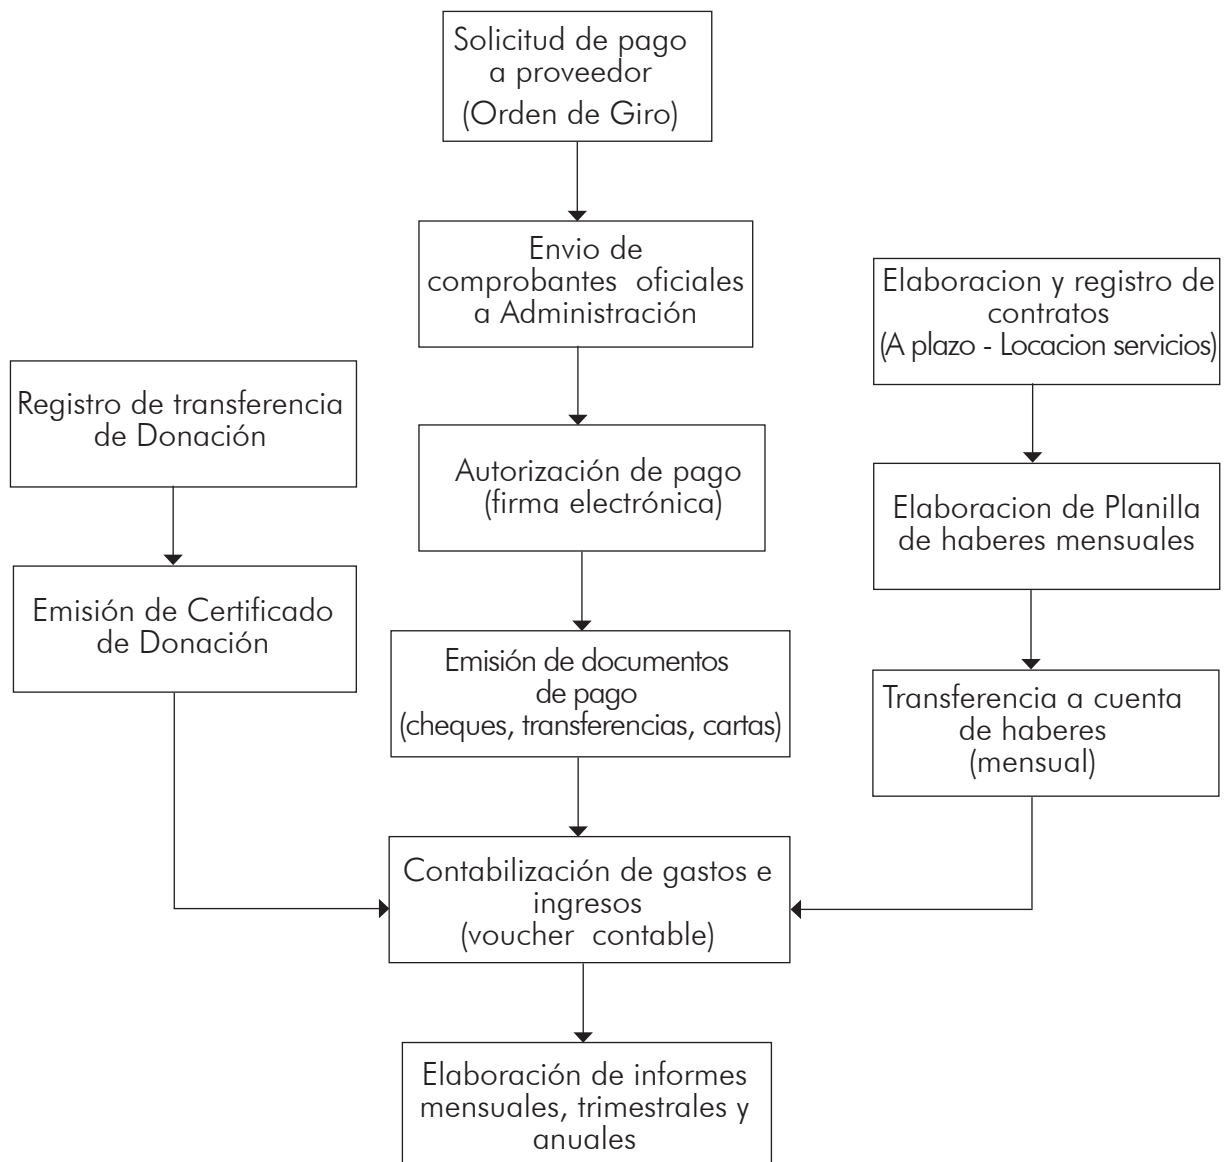 Solicitud de pago
a proveedor
(Orden de Giro)
Envio de
comprobantes oficiales
a Administración
Elaboracion y registro de
contratos
(A plazo - Locacion servicios)
Registro de transferencia
de Donación
Autorización de pago
(firma electrónica)
Elaboracion de Planilla
de haberes mensuales
Emisión de Certificado
de Donación
Emisión de documentos
de pago
(cheques, transferencias, cartas)
Transferencia a cuenta
de haberes
(mensual)
Contabilización de gastos e
ingresos
(voucher contable)
Elaboración de informes
mensuales, trimestrales y
anuales